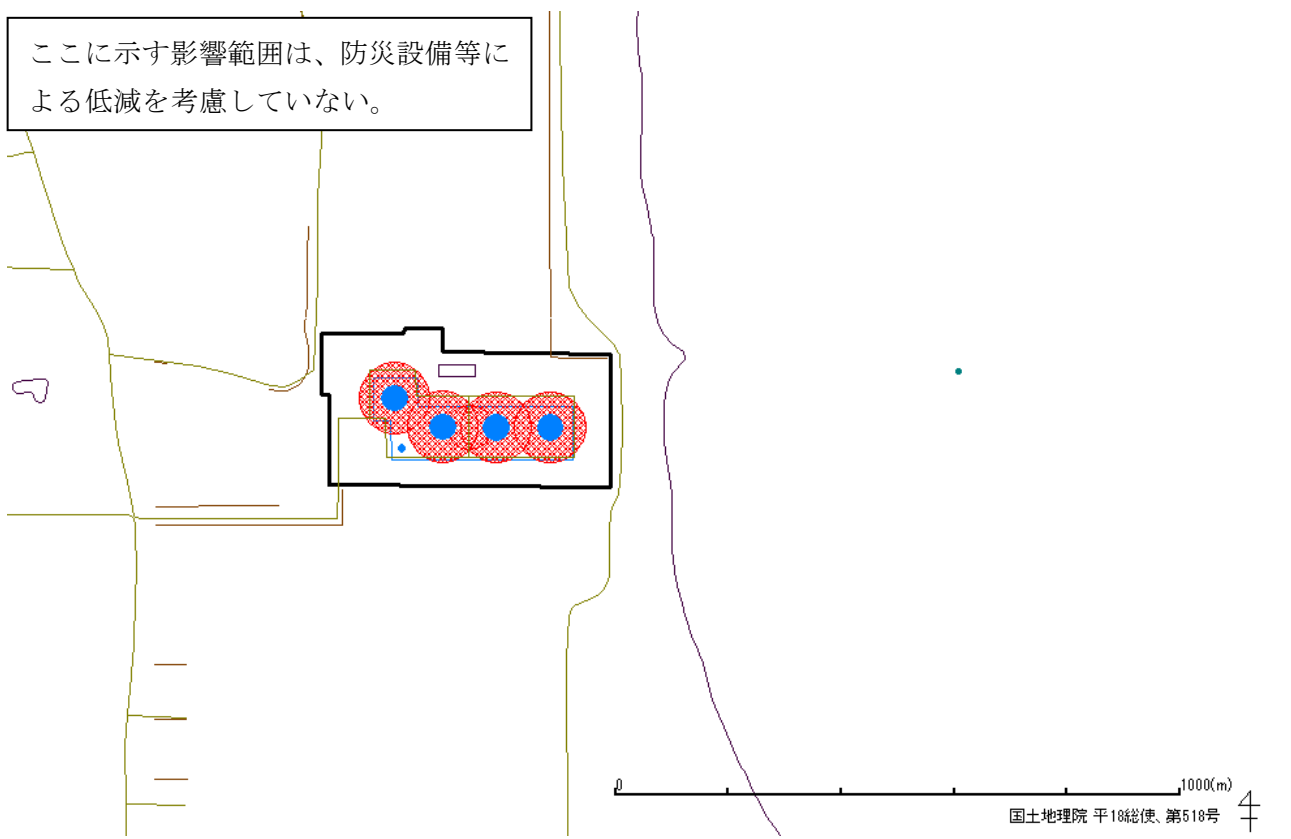 ここに示す影響範囲は、防災設備等に
よる低減を考慮していない。
0
1000(m)
国土地理院 平18総使、第518号